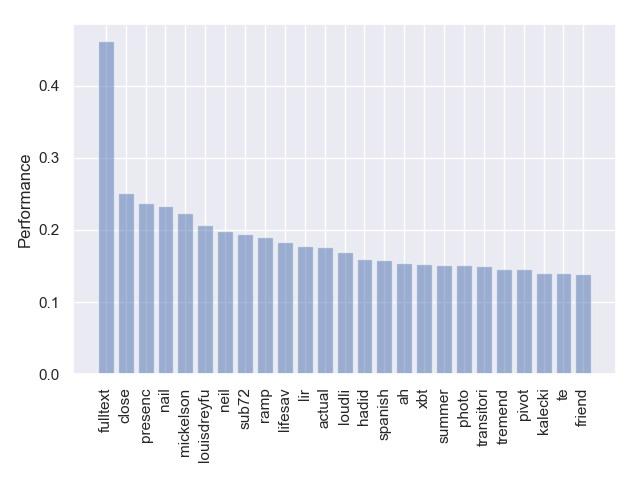 Performance
0.4
0.3
0.2
0.1
0.0
fulltext
dose
presenc
nail
mickelson
louisdreyfu
neil
sub72
ramp
lifesav
lir
actual
loudli
hadid
spanish
ah
xbt
summer
photo
transitori
tremend
pivot
kalecki
te
friend